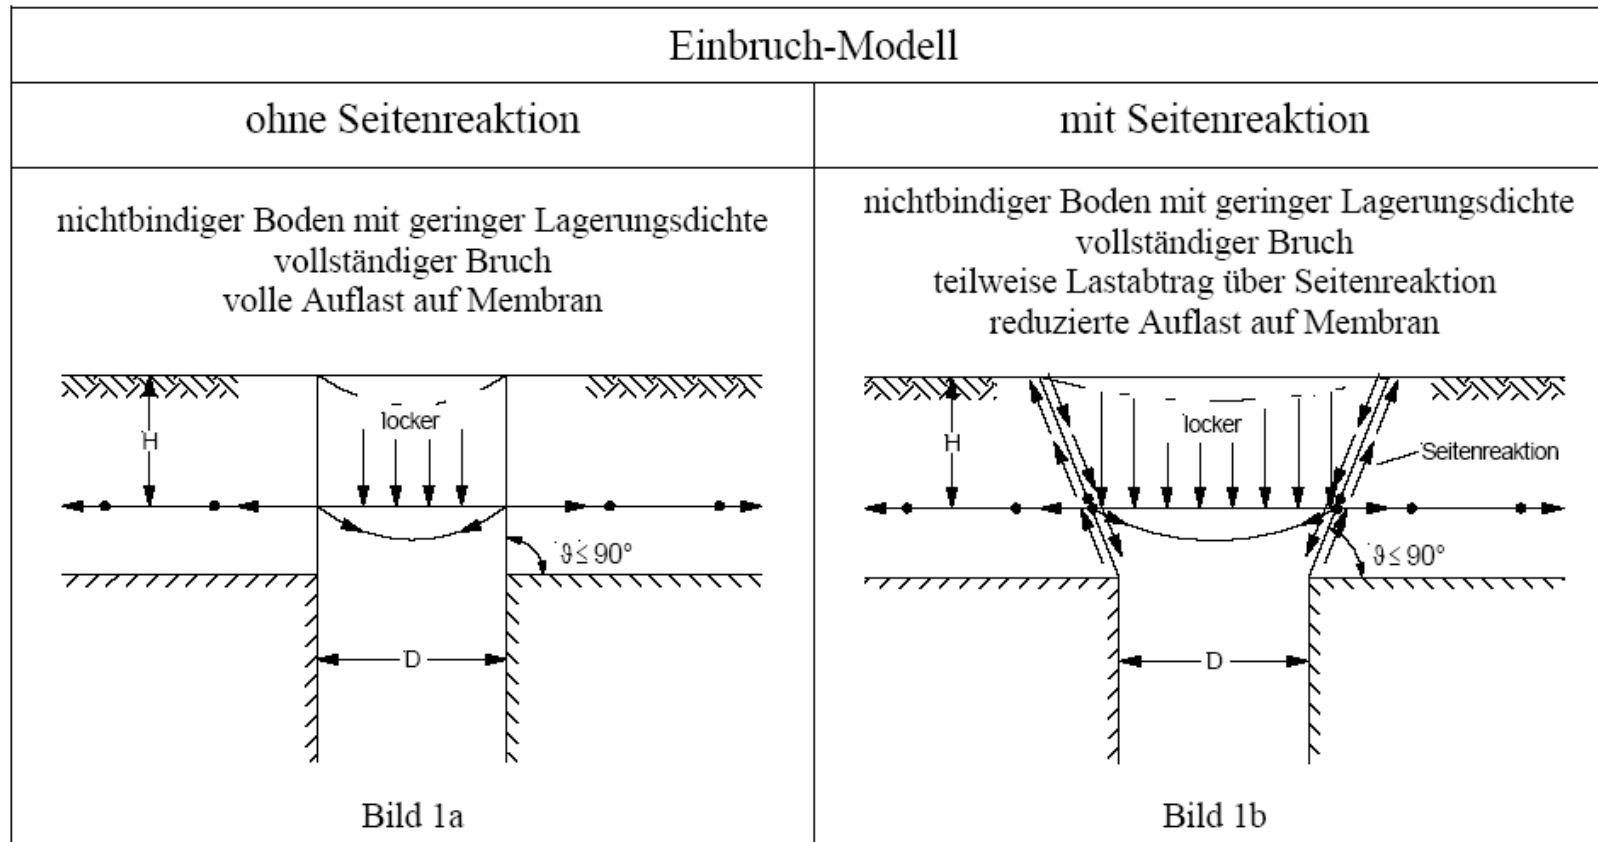 Einbruch-Modell
ohne Seitenreaktion
mit Seitenreaktion
nichtbindiger Boden mit geringer Lagerungsdichte
vollständiger Bruch
volle Auflast auf Membran
locker
H
ϑ ≤ 90°
D
Bild 1a
nichtbindiger Boden mit geringer Lagerungsdichte
vollständiger Bruch
teilweise Lastabtrag über Seitenreaktion
reduzierte Auflast auf Membran
locker
H
Seitenreaktion
ϑ ≤ 90°
D
Bild 1b